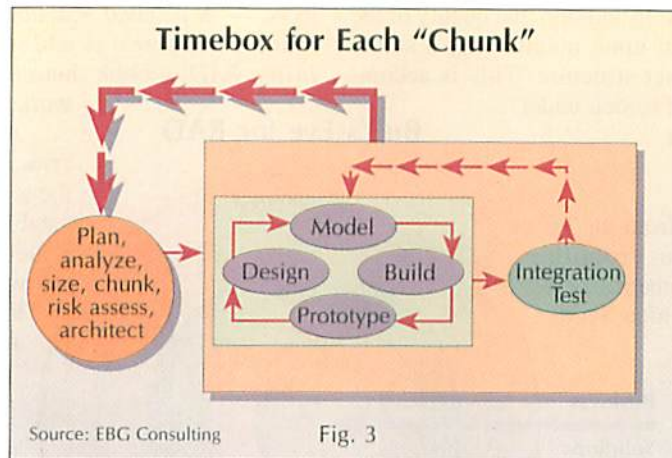 Timebox for Each “Chunk”
Plan,
analyze,
size, chunk,
risk assess,
architect
Model
Design
Build
Prototype
Integration
Test
Source: EBG Consulting
Fig. 3